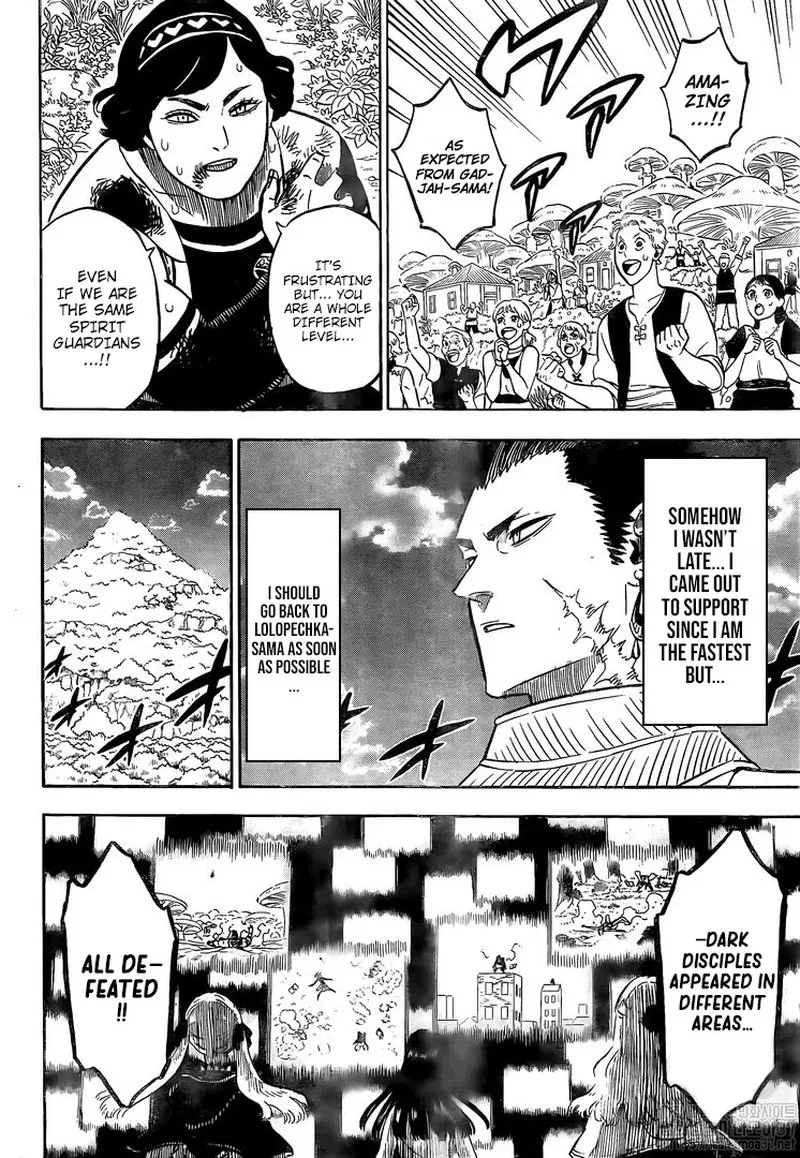 AMA-
ZING
...!!
AS
EXPECTED
FROM GAD-
JAH-SAMA!
IT'S
FRUSTRATING
BUT... YOU
ARE A WHOLE
DIFFERENT
LEVEL...
EVEN
IF WE ARE
THE SAME
SPIRIT
GUARDIANS
...!!
SOMEHOW
I WASN'T
LATE... I
CAME OUT
TO SUPPORT
SINCE I AM
THE FASTEST
BUT...
I SHOULD
GO BACK TO
LOLOPECHKA-
SAMA AS SOON
AS POSSIBLE
...
–DARK
DISCIPLES
APPEARED IN
DIFFERENT
AREAS...
ALL DE-
FEATED
!!